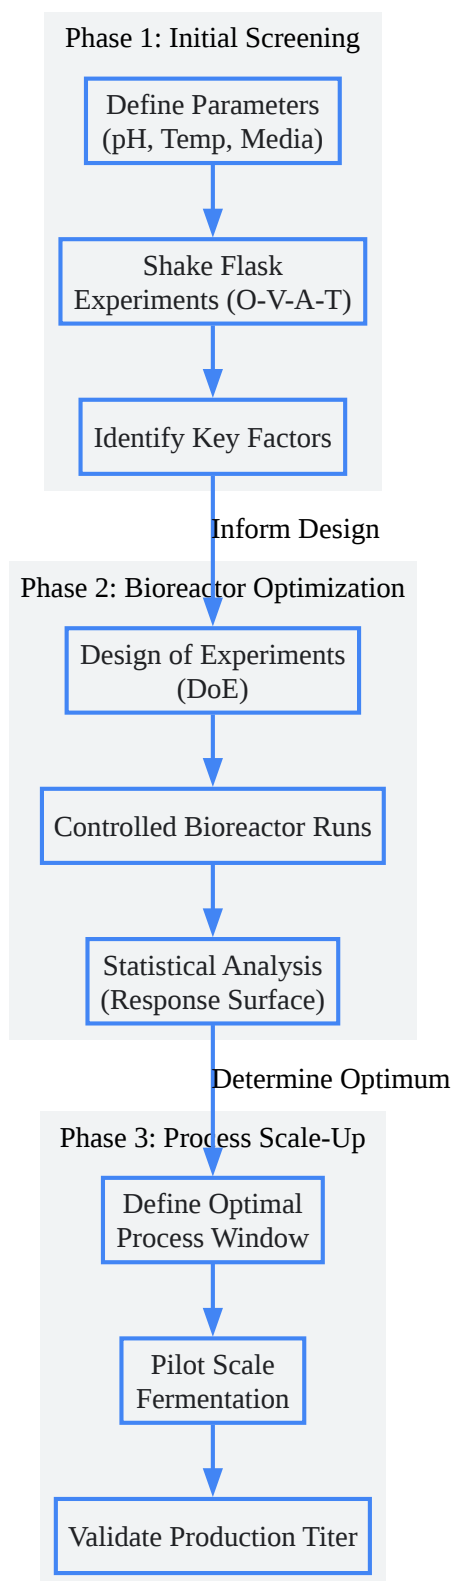 Phase 1: Initial Screening
Define Parameters
(pH, Temp, Media)
Shake Flask
Experiments (O-V-A-T)
Identify Key Factors
Inform Design
Phase 2: Bioreactor Optimization
Design of Experiments
(DoE)
Controlled Bioreactor Runs
Statistical Analysis
(Response Surface)
Determine Optimum
Phase 3: Process Scale-Up
Define Optimal
Process Window
Pilot Scale
Fermentation
Validate Production Titer